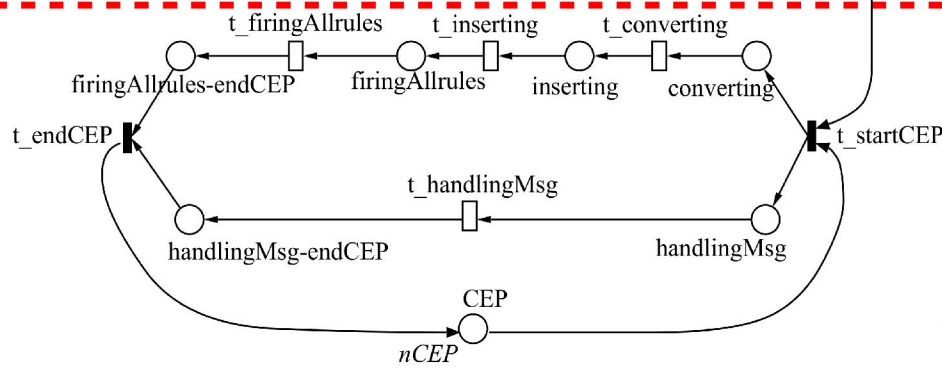 t_firingAllrules
t_inserting
t_converting
firingAllrules-endCEP
firingAllrules
inserting
converting
t_endCEP
t_startCEP
t_handlingMsg
handlingMsg-endCEP
handlingMsg
CEP
nCEP